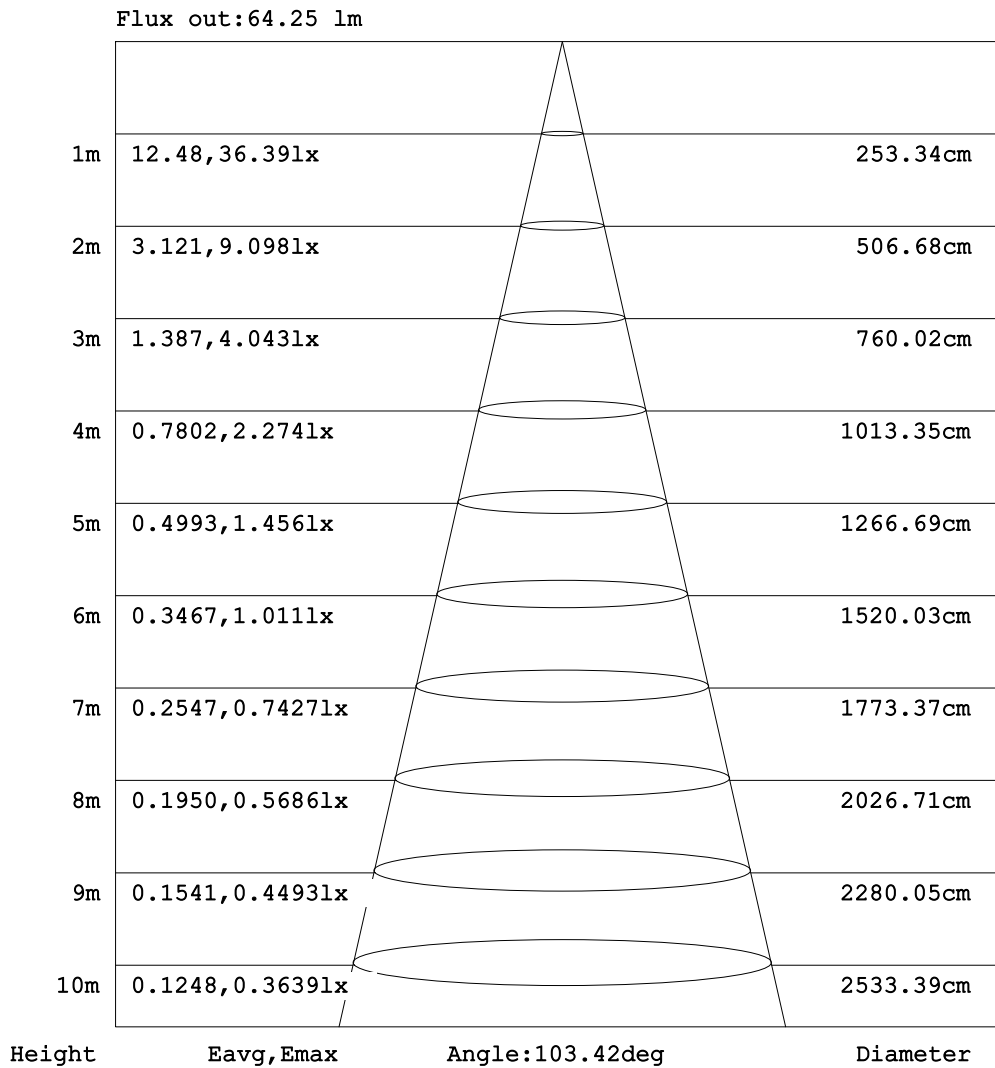 Flux out:64.25 lm
1m 12.48,36.39lx 253.34cm
2m 3.121,9.098lx 506.68cm
3m 1.387,4.043lx 760.02cm
4m 0.7802,2.274lx 1013.35cm
5m 0.4993,1.456lx 1266.69cm
6m 0.3467,1.011lx 1520.03cm
7m 0.2547,0.7427lx 1773.37cm
8m 0.1950,0.5686lx 2026.71cm
9m 0.1541,0.4493lx 2280.05cm
10m 0.1248,0.3639lx 2533.39cm
Height Eavg,Emax Angle:103.42deg Diameter